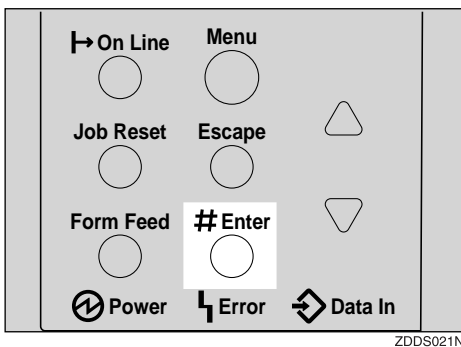 On Line Menu
Job Reset Escape
Form Feed # Enter
Power Error Data In
ZDDS021N